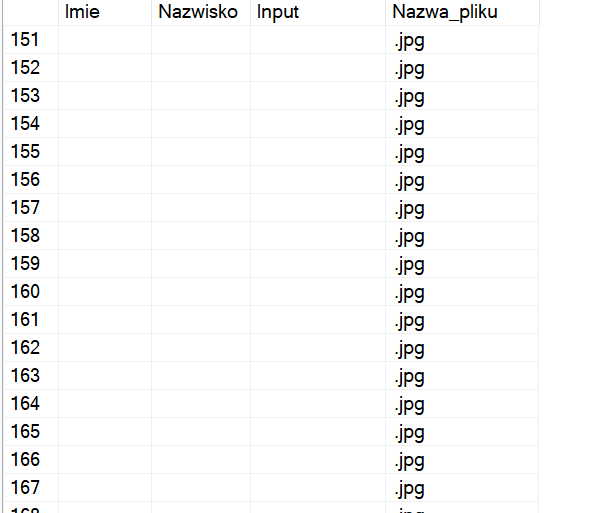 Imie Nazwisko Input Nazwa_pliku
151 .jpg
152 .jpg
153 .jpg
154 .jpg
155 .jpg
156 .jpg
157 .jpg
158 .jpg
159 .jpg
160 .jpg
161 .jpg
162 .jpg
163 .jpg
164 .jpg
165 .jpg
166 .jpg
167 .jpg
168 .jpg